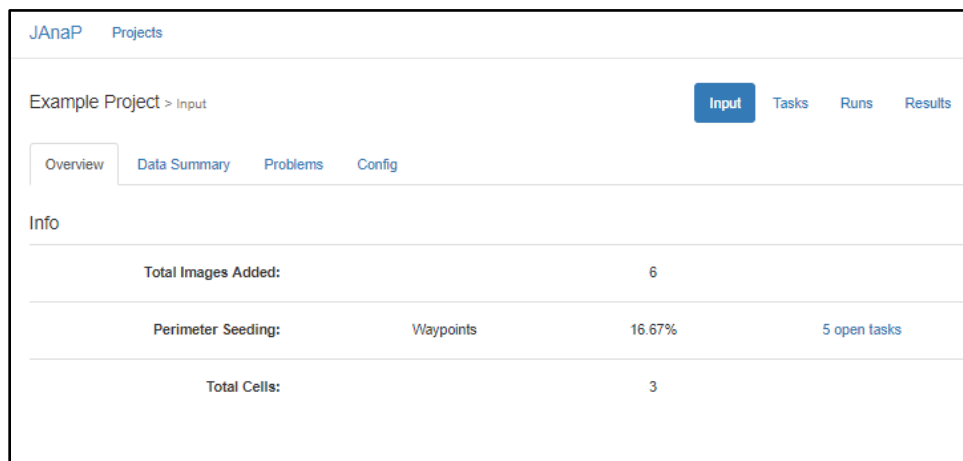 JAnaP Projects
Example Project > Input Input Tasks Runs Results
Overview Data Summary Problems Config
Info
Total Images Added: 6
Perimeter Seeding: Waypoints 16.67% 5 open tasks
Total Cells: 3